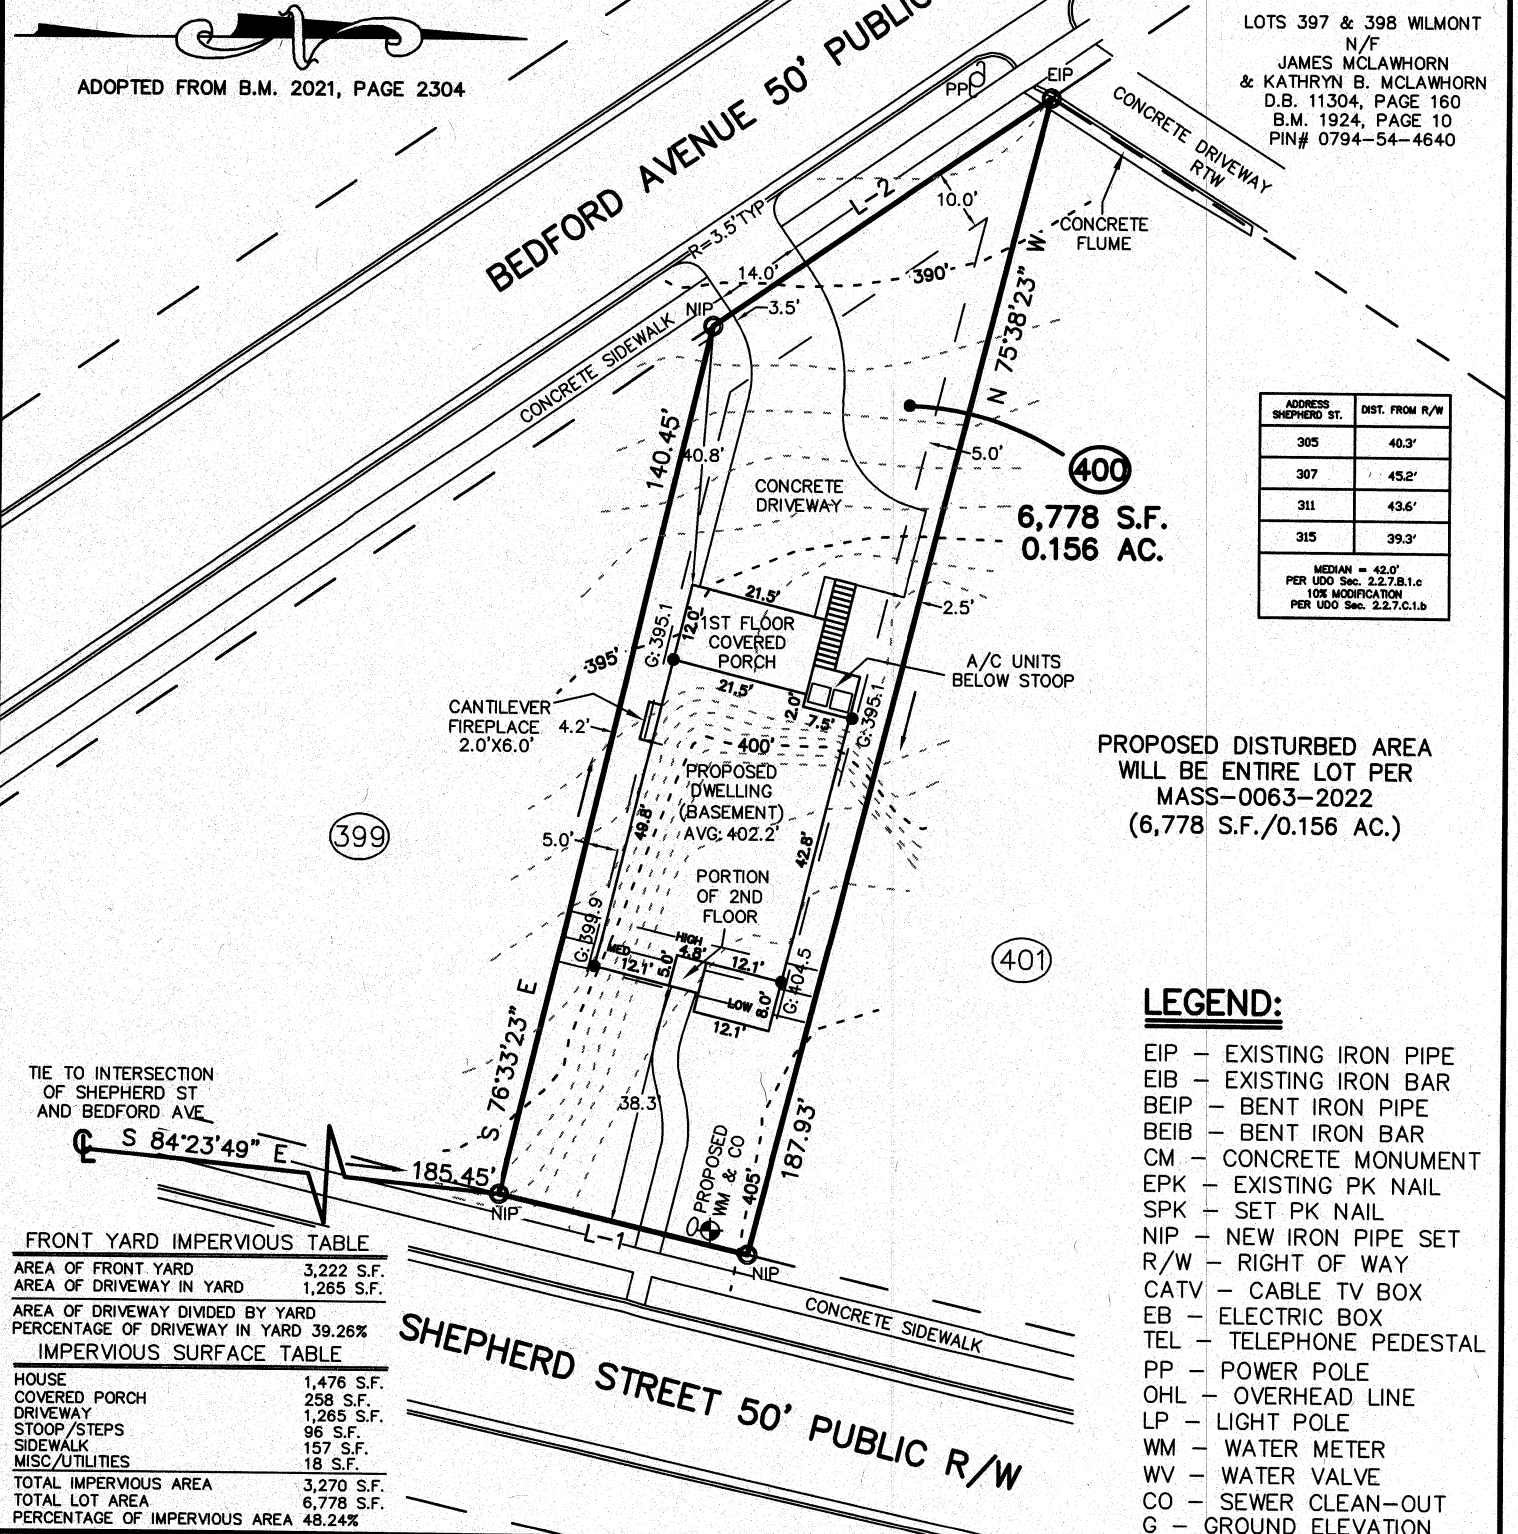 ADOPTED FROM B.M. 2021, PAGE 2304
BEDFORD AVENUE 50' PUBLIC
LOTS 397 & 398 WILMONT
N/F
JAMES MCLAWHORN
& KATHRYN B. MCLAWHORN
D.B. 11304, PAGE 160
B.M. 1924, PAGE 10
PIN# 0794-54-4640
PP
EIP
CONCRETE DRIVEWAY
RTW
CONCRETE
FLUME
L-2
10.0'
R=3.5'TYP
14.0'
390'
3.5'
NIP
CONCRETE SIDEWALK
N 75°38'23" W
140.45'
40.8'
5.0'
CONCRETE
DRIVEWAY
400
6,778 S.F.
0.156 AC.
ADDRESS
SHEPHERD ST.
DIST. FROM R/W
305 40.3'
307 45.2'
311 43.6'
315 39.3'
MEDIAN = 42.0'
PER UDO Sec. 2.2.7.B.1.c
10% MODIFICATION
PER UDO Sec. 2.2.7.C.1.b
21.5'
2.5'
12.0'
G: 395.1
1ST FLOOR
COVERED
PORCH
395'
A/C UNITS
BELOW STOOP
21.5'
2.0'
7.5'
G: 395.1
CANTILEVER
FIREPLACE
2.0'X6.0'
4.2'
400'
PROPOSED
DWELLING
(BASEMENT)
AVG: 402.2'
PROPOSED DISTURBED AREA
WILL BE ENTIRE LOT PER
MASS-0063-2022
(6,778 S.F./0.156 AC.)
399
5.0'
49.8'
42.8'
PORTION
OF 2ND
FLOOR
G: 399.9
MED
HIGH
12.1'
5.0'
4.8'
12.1'
LOW
8.0'
12.1'
G: 404.5
401
S 76°33'23" E
38.3'
187.93'
TIE TO INTERSECTION
OF SHEPHERD ST
AND BEDFORD AVE
CL
S 84°23'49" E
185.45'
NIP
L-1
PROPOSED
WM & CO
405'
NIP
CONCRETE SIDEWALK
SHEPHERD STREET 50' PUBLIC R/W
FRONT YARD IMPERVIOUS TABLE
AREA OF FRONT YARD 3,222 S.F.
AREA OF DRIVEWAY IN YARD 1,265 S.F.
AREA OF DRIVEWAY DIVIDED BY YARD
PERCENTAGE OF DRIVEWAY IN YARD 39.26%
IMPERVIOUS SURFACE TABLE
HOUSE 1,476 S.F.
COVERED PORCH 258 S.F.
DRIVEWAY 1,265 S.F.
STOOP/STEPS 96 S.F.
SIDEWALK 157 S.F.
MISC/UTILITIES 18 S.F.
TOTAL IMPERVIOUS AREA 3,270 S.F.
TOTAL LOT AREA 6,778 S.F.
PERCENTAGE OF IMPERVIOUS AREA 48.24%
LEGEND:
EIP - EXISTING IRON PIPE
EIB - EXISTING IRON BAR
BEIP - BENT IRON PIPE
BEIB - BENT IRON BAR
CM - CONCRETE MONUMENT
EPK - EXISTING PK NAIL
SPK - SET PK NAIL
NIP - NEW IRON PIPE SET
R/W - RIGHT OF WAY
CATV - CABLE TV BOX
EB - ELECTRIC BOX
TEL - TELEPHONE PEDESTAL
PP - POWER POLE
OHL - OVERHEAD LINE
LP - LIGHT POLE
WM - WATER METER
WV - WATER VALVE
CO - SEWER CLEAN-OUT
G - GROUND ELEVATION